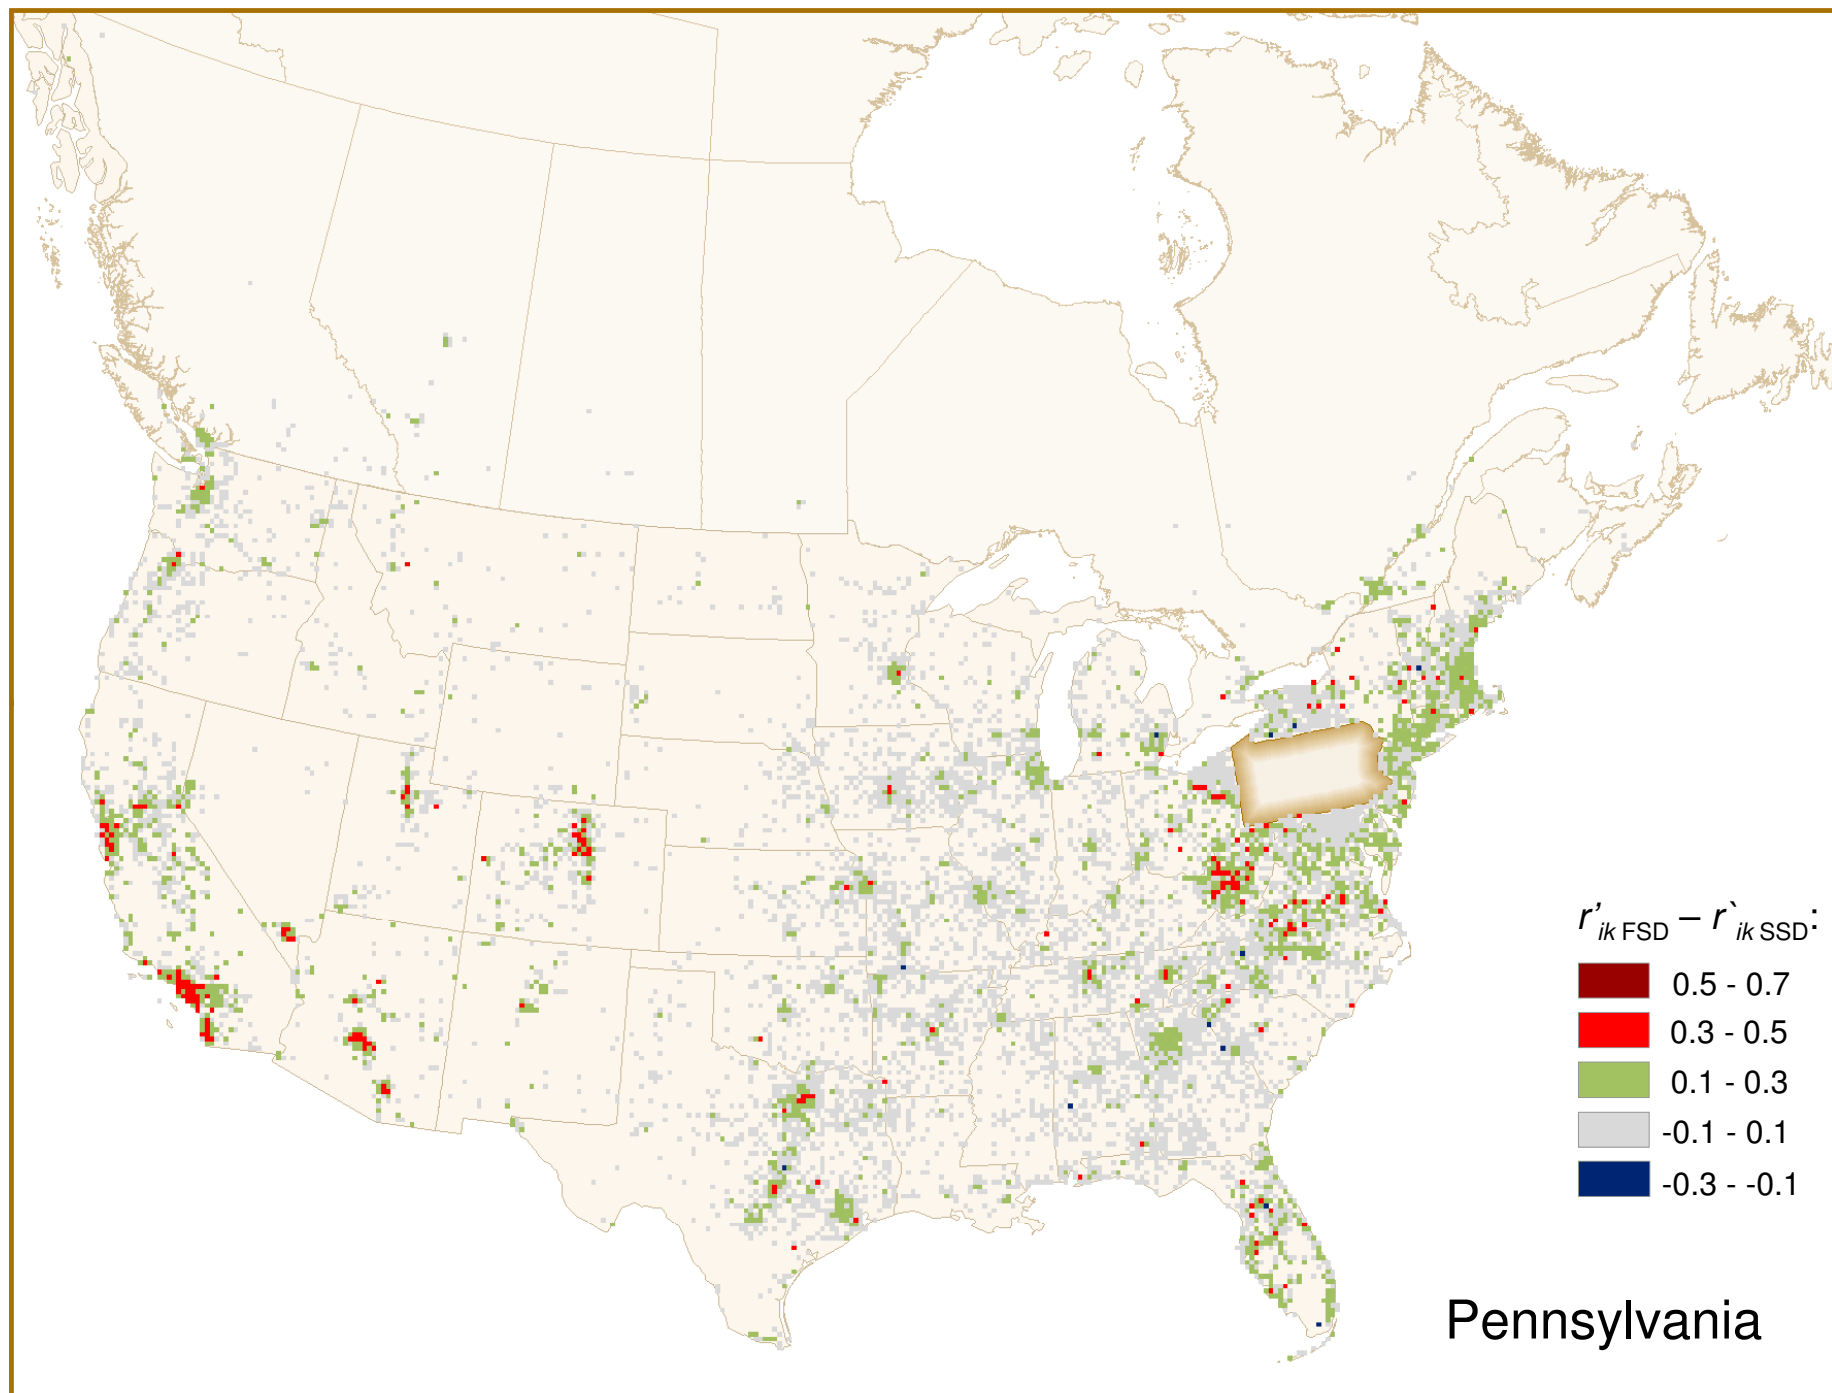 r’ik FSD – r`ik SSD:
0.5 - 0.7
0.3 - 0.5
0.1 - 0.3
-0.1 - 0.1
-0.3 - -0.1
Pennsylvania